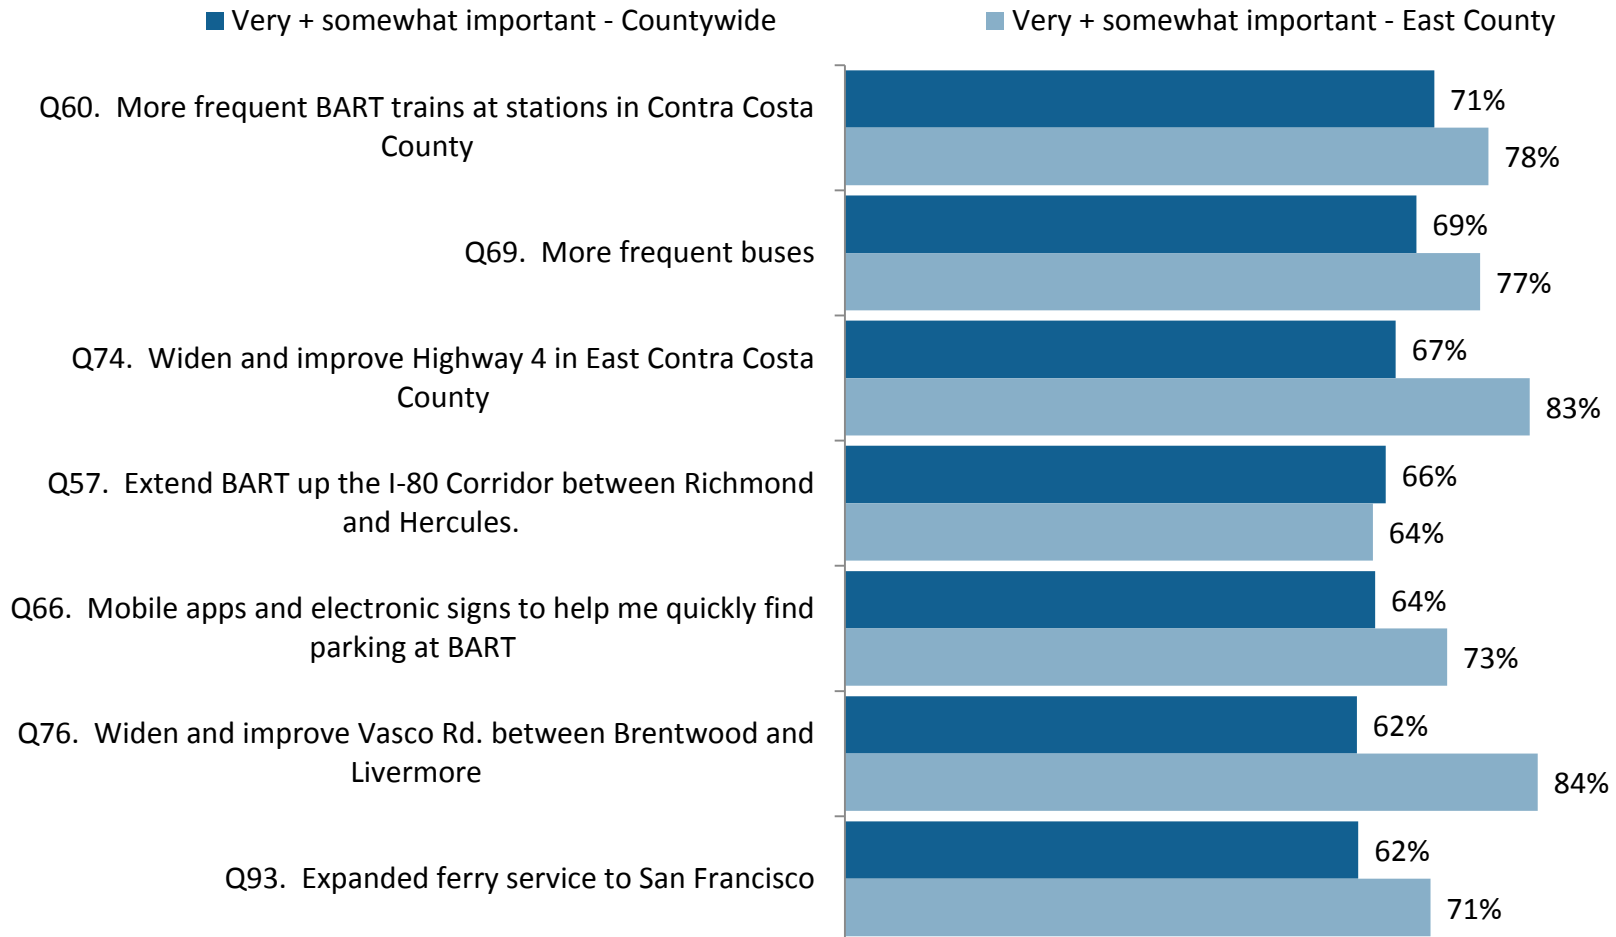 Very + somewhat important - Countywide
Very + somewhat important - East County
Q60.  More frequent BART trains at stations in Contra Costa
County
71%
78%
Q69.  More frequent buses
69%
77%
Q74.  Widen and improve Highway 4 in East Contra Costa
County
67%
83%
Q57.  Extend BART up the I-80 Corridor between Richmond
and Hercules.
66%
64%
Q66.  Mobile apps and electronic signs to help me quickly find
parking at BART
64%
73%
Q76.  Widen and improve Vasco Rd. between Brentwood and
Livermore
62%
84%
Q93.  Expanded ferry service to San Francisco
62%
71%